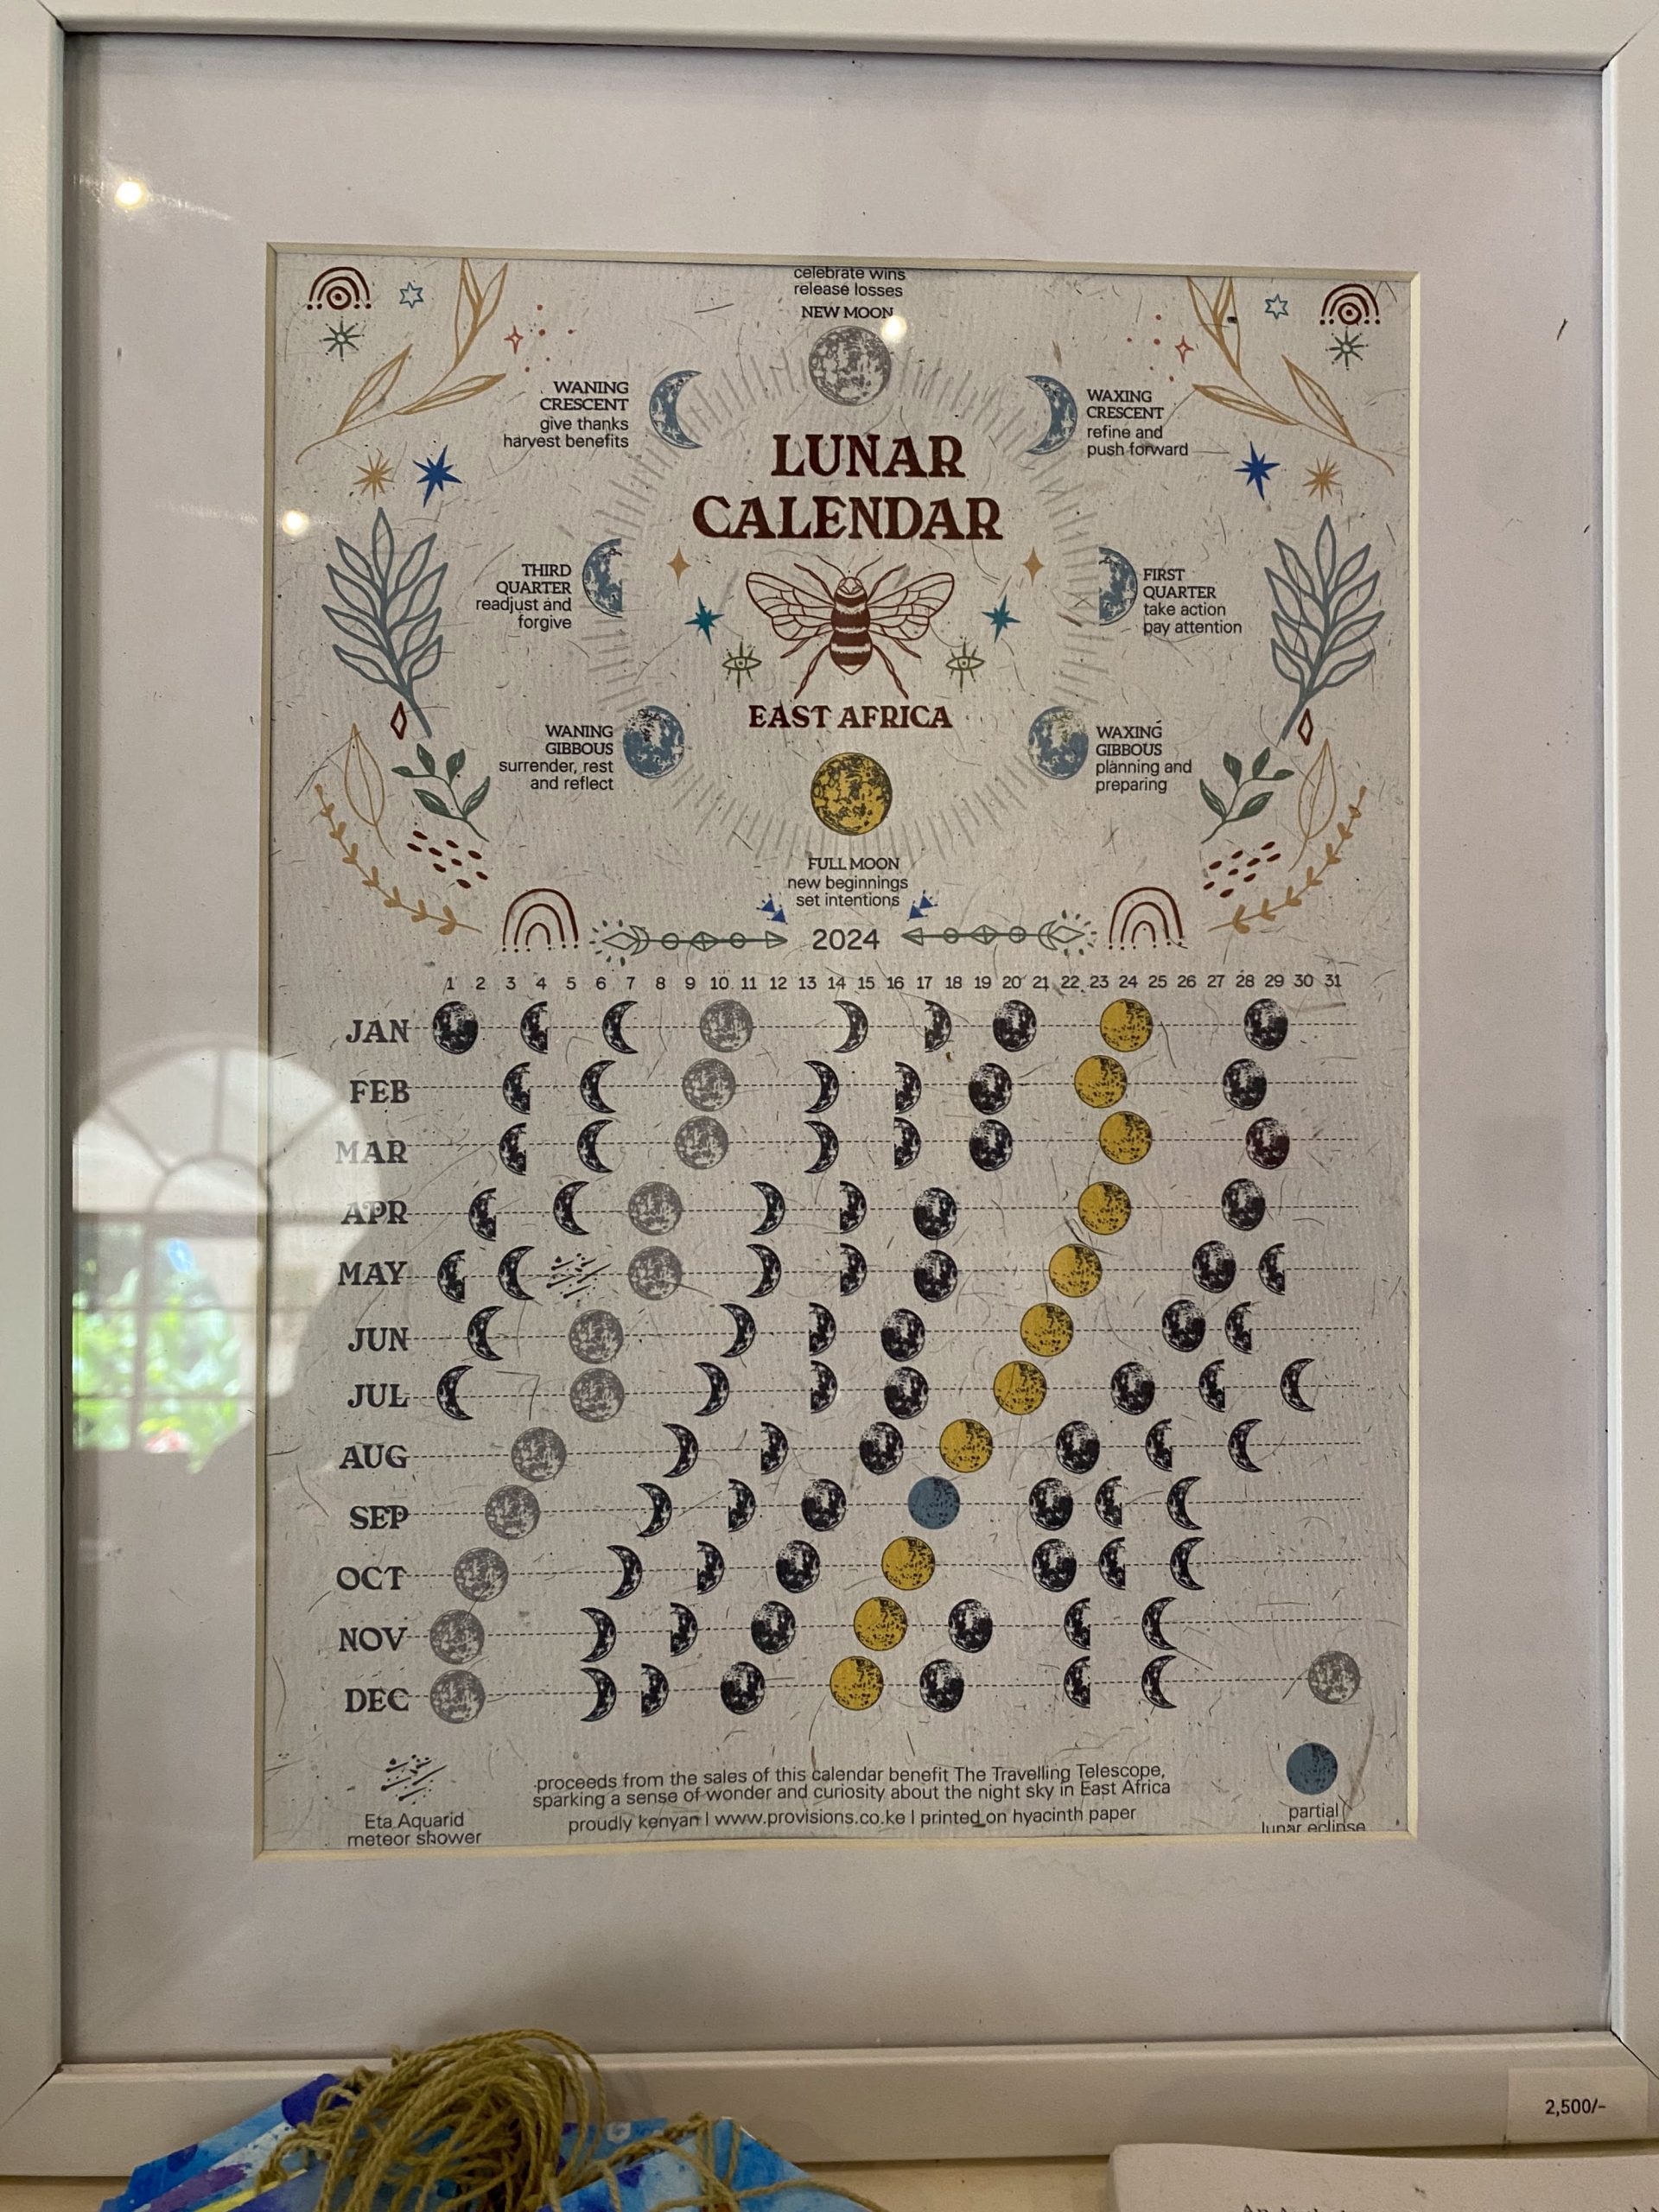 celebrate wins
release losses
NEW MOON
WANING
CRESCENT
give thanks
harvest benefits
WAXING
CRESCENT
refine and
push forward
LUNAR
CALENDAR
THIRD
QUARTER
readjust and
forgive
FIRST
QUARTER
take action
pay attention
EAST AFRICA
WANING
GIBBOUS
surrender, rest
and reflect
WAXING
GIBBOUS
planning and
preparing
FULL MOON
new beginnings
set intentions
2024
1 2 3 4 5 6 7 8 9 10 11 12 13 14 15 16 17 18 19 20 21 22 23 24 25 26 27 28 29 30 31
JAN
FEB
MAR
APR
MAY
JUN
JUL
AUG
SEP
OCT
NOV
DEC
Eta Aquarid
meteor shower
proceeds from the sales of this calendar benefit The Travelling Telescope,
sparking a sense of wonder and curiosity about the night sky in East Africa
proudly kenyan | www.provisions.co.ke | printed on hyacinth paper
partial
lunar eclipse
2,500/-